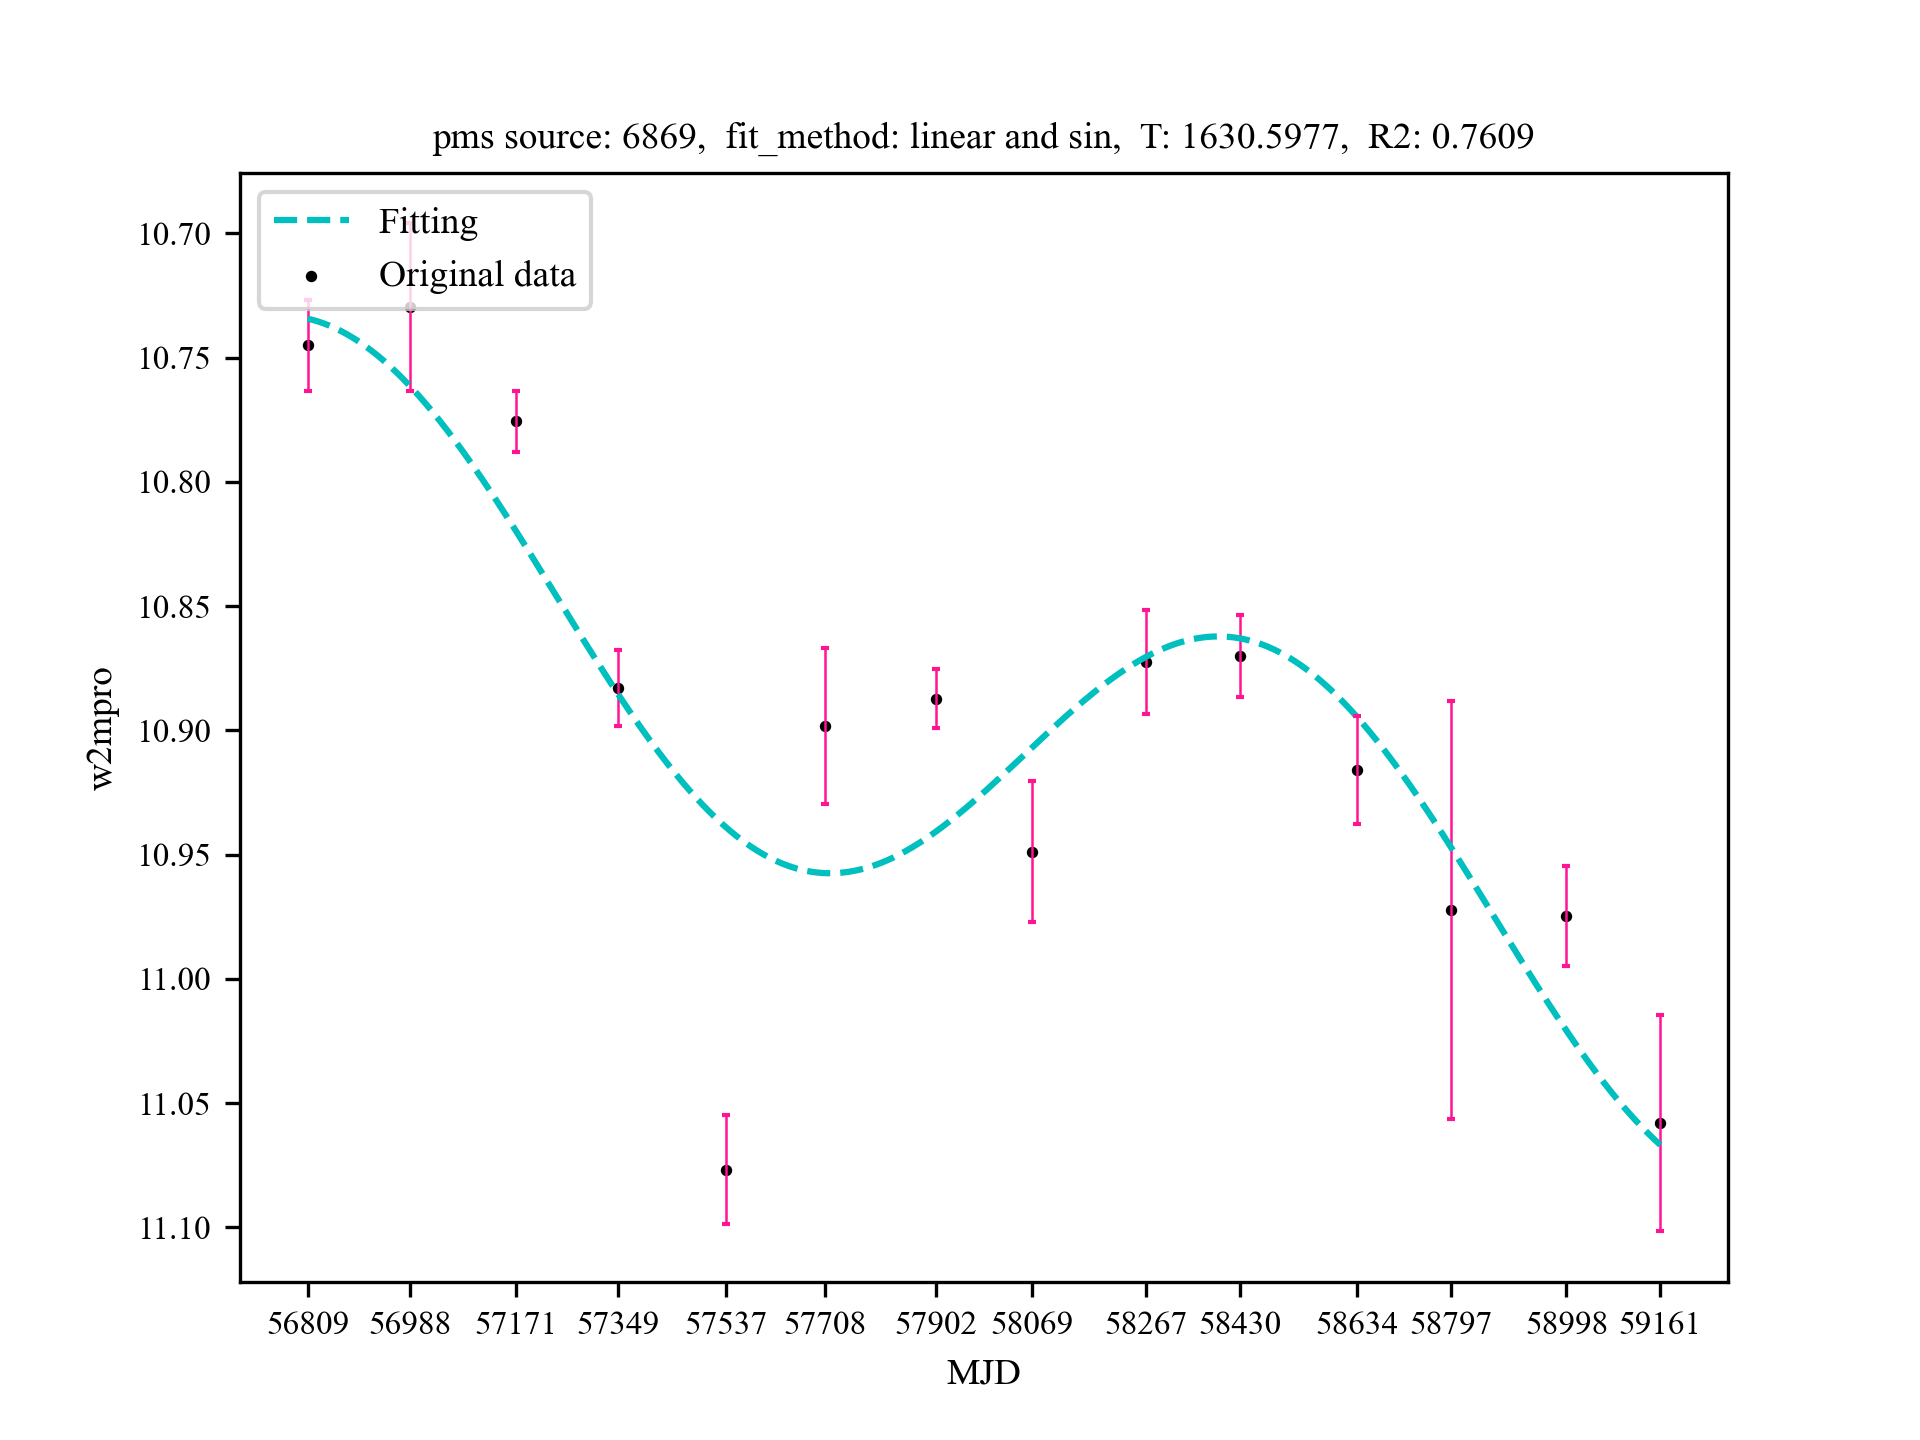 pms source: 6869,  fit_method: linear and sin,  T: 1630.5977,  R2: 0.7609
Fitting
Original data
10.70
10.75
10.80
10.85
10.90
10.95
11.00
11.05
11.10
w2mpro
56809 56988 57171 57349 57537 57708 57902 58069 58267 58430 58634 58797 58998 59161
MJD